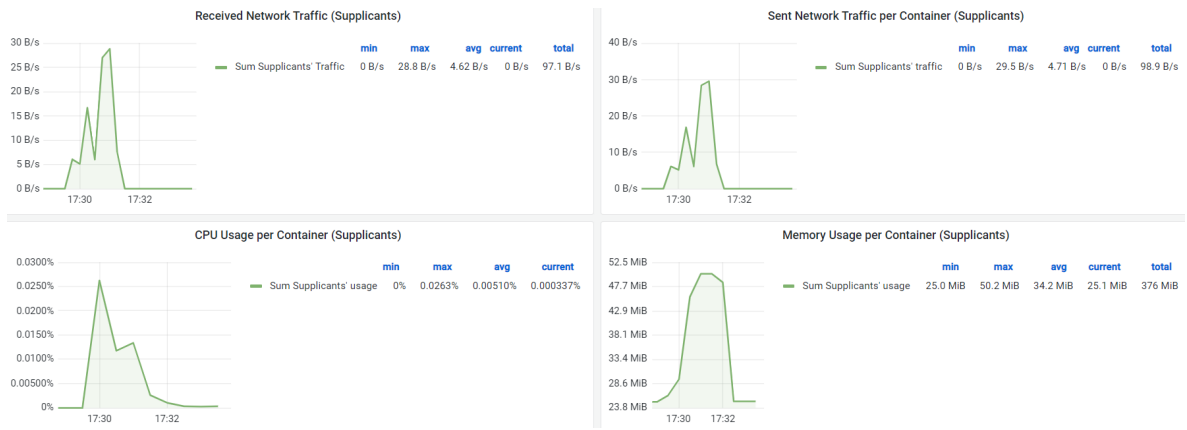 Received Network Traffic (Supplicants)
30 B/s
25 B/s
20 B/s
15 B/s
10 B/s
5 B/s
0 B/s
17:30 17:32
min max avg current total
Sum Supplicants' Traffic 0 B/s 28.8 B/s 4.62 B/s 0 B/s 97.1 B/s
Sent Network Traffic per Container (Supplicants)
40 B/s
30 B/s
20 B/s
10 B/s
0 B/s
17:30 17:32
min max avg current total
Sum Supplicants' traffic 0 B/s 29.5 B/s 4.71 B/s 0 B/s 98.9 B/s
CPU Usage per Container (Supplicants)
0.0300%
0.0250%
0.0200%
0.0150%
0.0100%
0.00500%
0%
17:30 17:32
min max avg current
Sum Supplicants' usage 0% 0.0263% 0.00510% 0.000337%
Memory Usage per Container (Supplicants)
52.5 MiB
47.7 MiB
42.9 MiB
38.1 MiB
33.4 MiB
28.6 MiB
23.8 MiB
17:30 17:32
min max avg current total
Sum Supplicants' usage 25.0 MiB 50.2 MiB 34.2 MiB 25.1 MiB 376 MiB